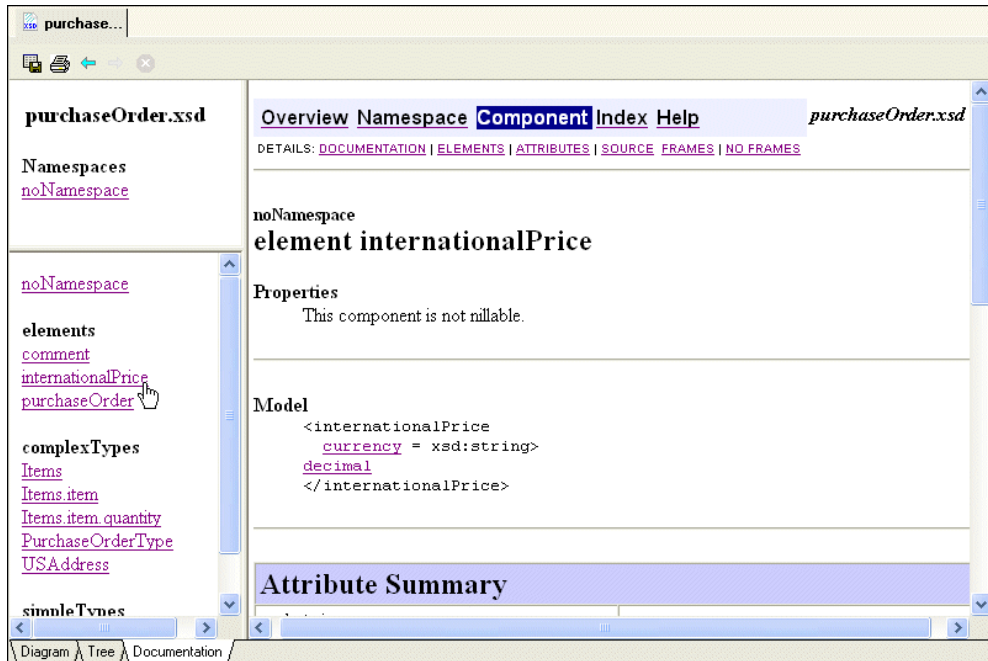 purchase...
purchaseOrder.xsd
Namespaces
noNamespace
noNamespace
elements
comment
internationalPrice
purchaseOrder
complexTypes
Items
Items.item
Items.item.quantity
PurchaseOrderType
USAddress
simpleTypes
Overview Namespace Component Index Help purchaseOrder.xsd
DETAILS: DOCUMENTATION | ELEMENTS | ATTRIBUTES | SOURCE FRAMES | NO FRAMES
noNamespace
element internationalPrice
Properties
This component is not nillable.
Model
<internationalPrice
currency = xsd:string>
decimal
</internationalPrice>
Attribute Summary
Diagram Tree Documentation